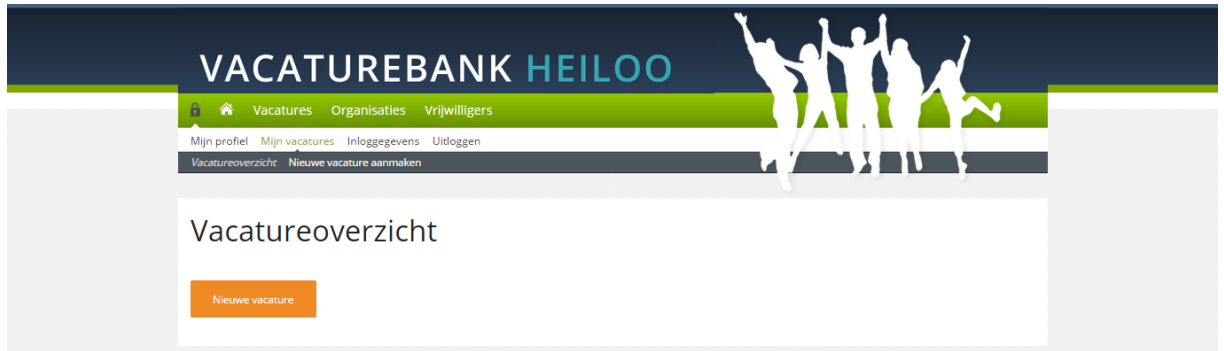 VACATUREBANK HEILOO
Vacatures Organisaties Vrijwilligers
Mijn profiel Mijn vacatures Inloggegevens Uitloggen
Vacatureoverzicht Nieuwe vacature aanmaken
Vacatureoverzicht
Nieuwe vacature